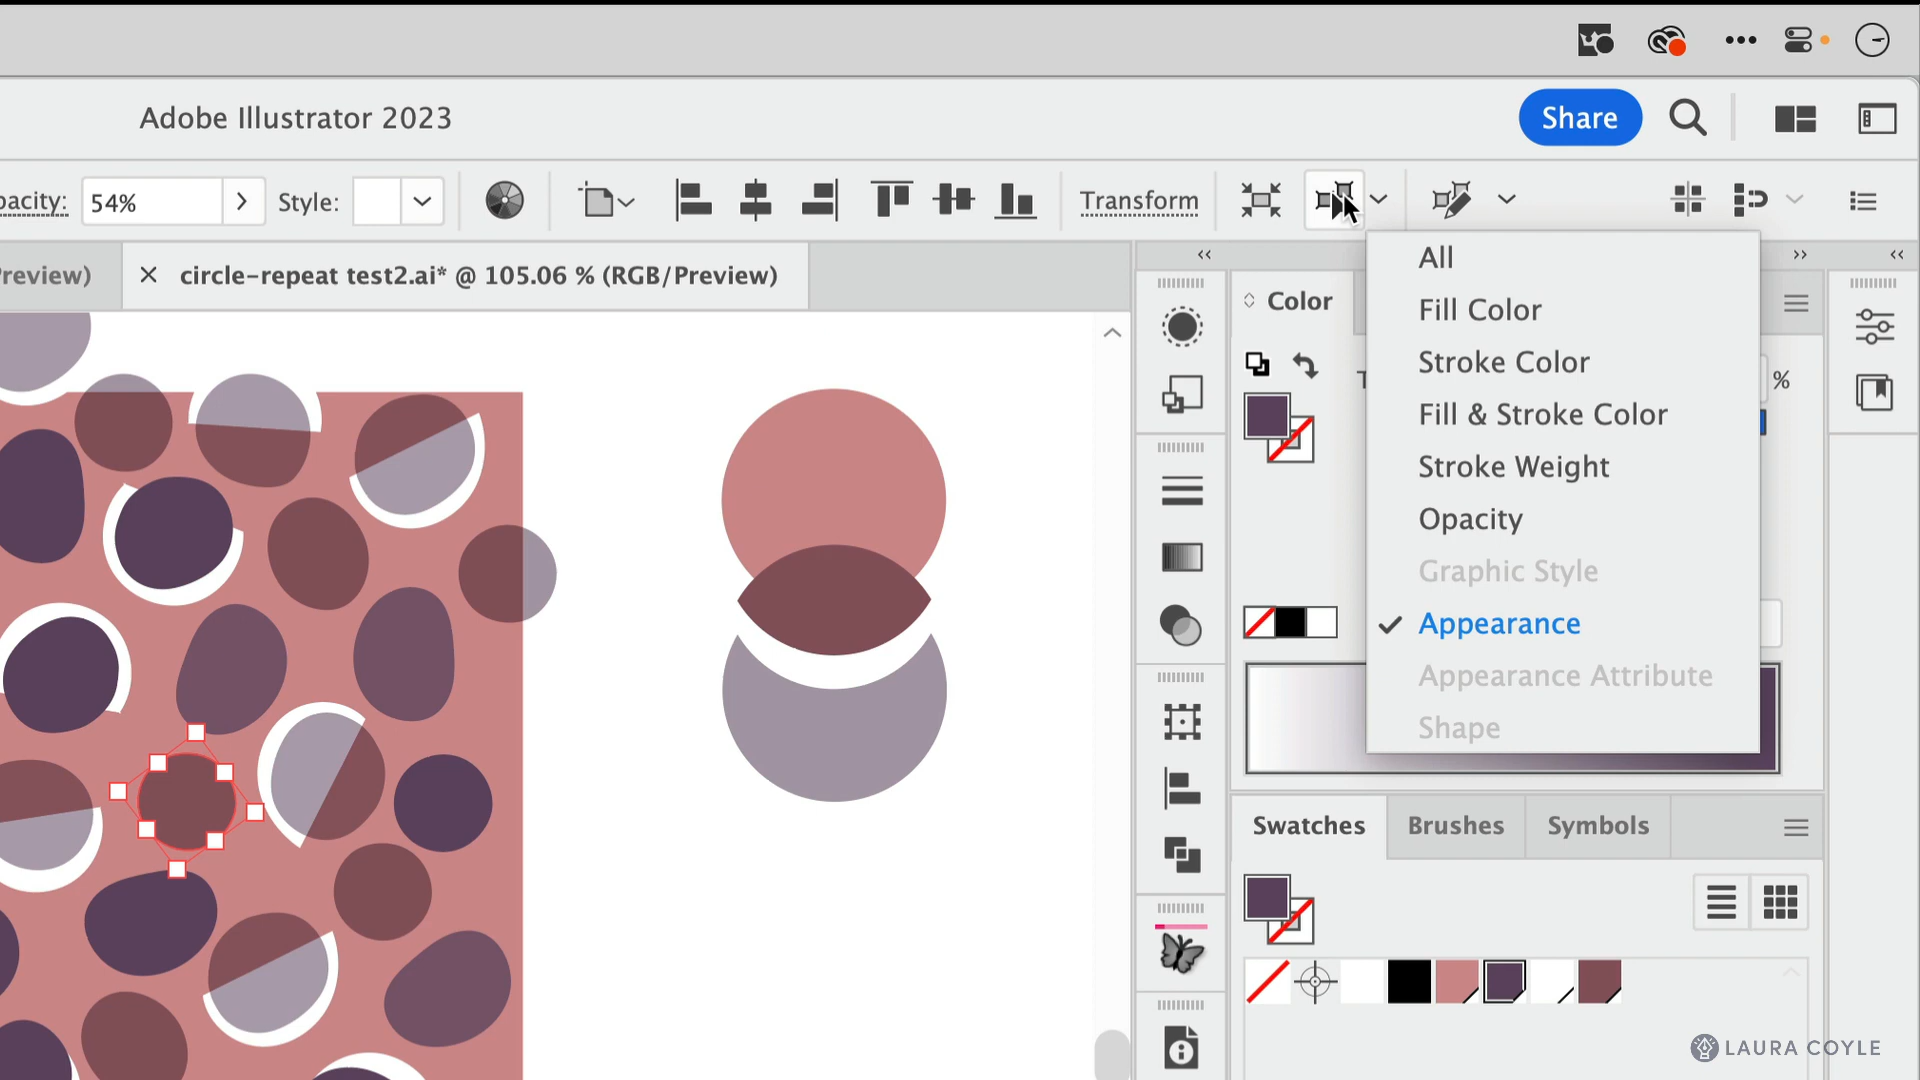 Adobe Illustrator 2023
Share
pacity:
54%
Style:
Transform
review)
circle-repeat test2.ai* @ 105.06 % (RGB/Preview)
Color
T
%
All
Fill Color
Stroke Color
Fill & Stroke Color
Stroke Weight
Opacity
Graphic Style
Appearance
Appearance Attribute
Shape
Swatches
Brushes
Symbols
LAURA COYLE